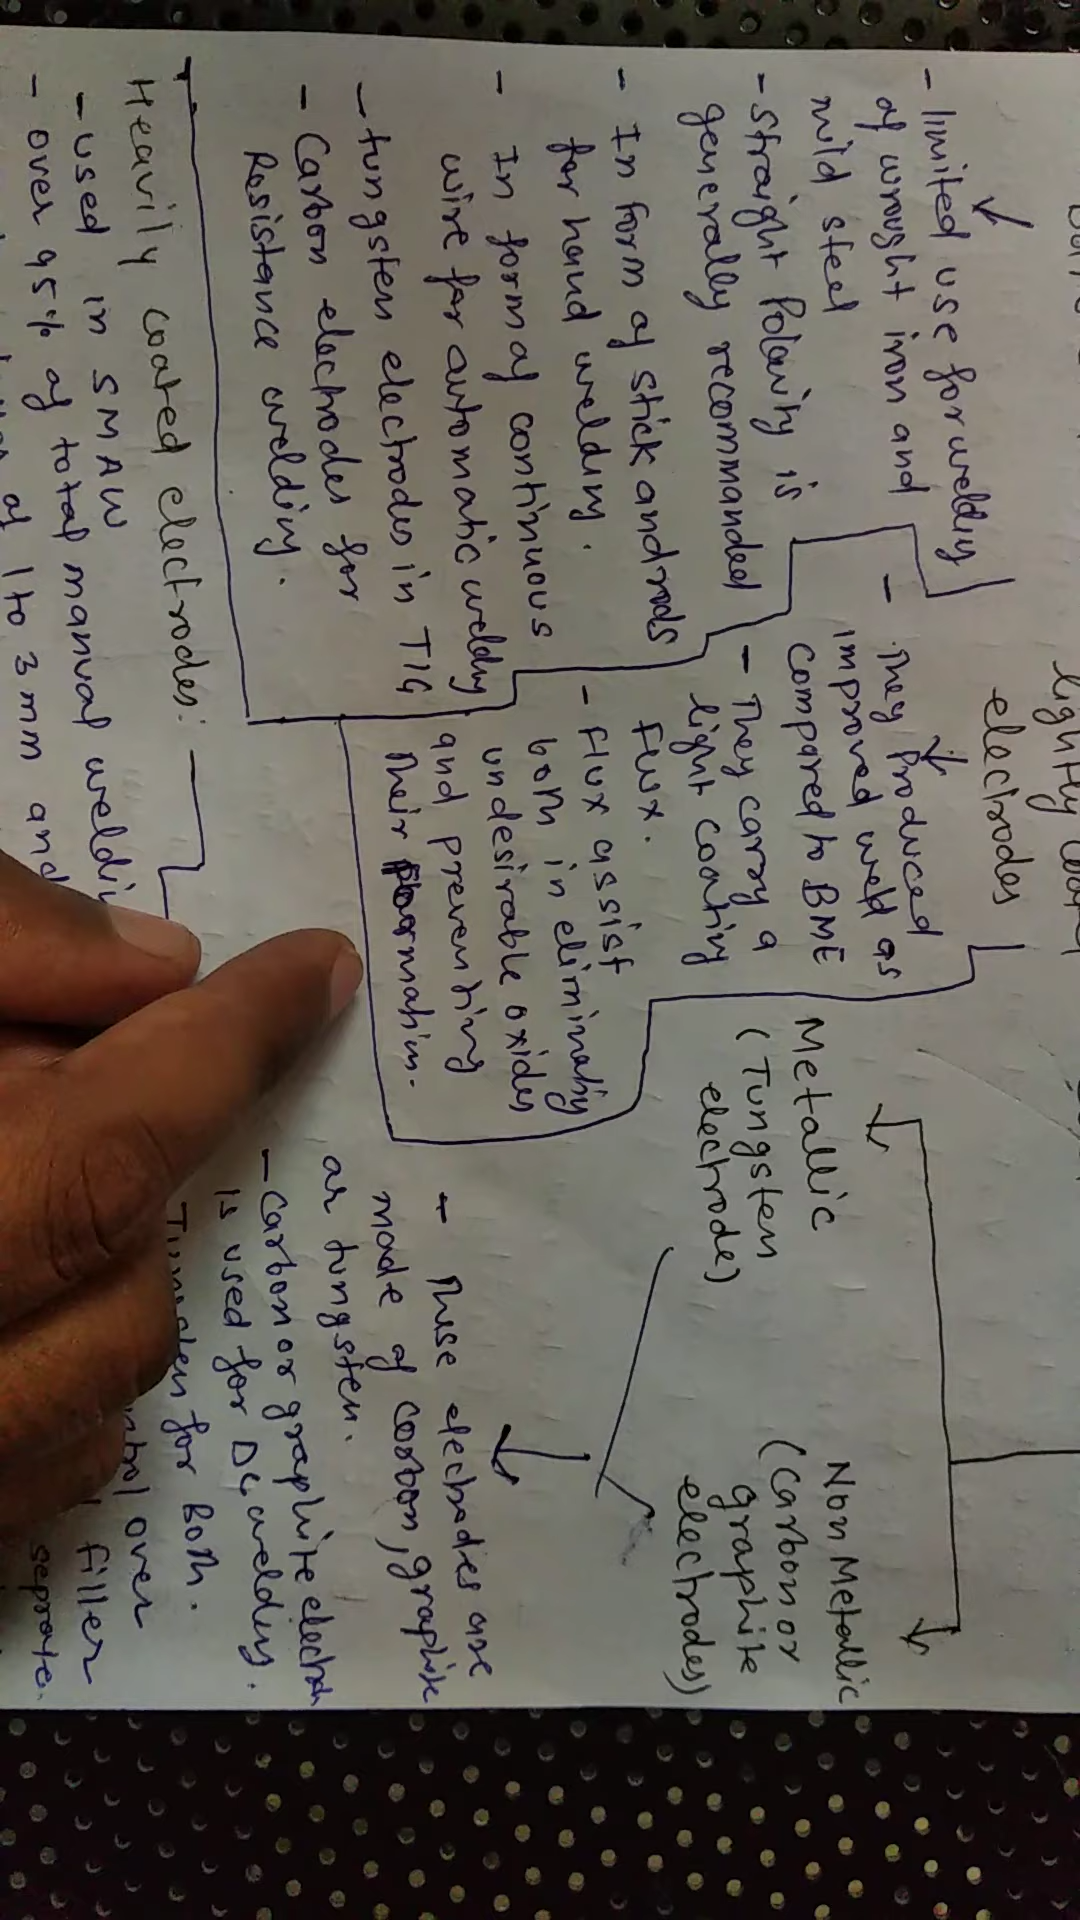 lightly coated
electrodes
- limited use for welding
of wrought iron and
mild steel
- straight Polarity is
generally recommanded
- In form of stick and rods
for hand welding.
- In form of continuous
wire for automatic welding
- tungsten electrodes in TIG
- Carbon electrodes for
Resistance welding.
- They Produced
improved weld as
compared to BME
- They carry a
light coating
flux.
- Flux assist
both in eliminating
undesirable oxides
and preventing
their formation.
Metallic
(Tungsten
electrode)
Non Metallic
(Carbon or
graphite
electrodes)
- These electrodes are
made of carbon, graphite
or tungsten.
- Carbon or graphite
is used for DC welding.
for Both.
over
filler
seprate.
Heavily coated electrodes:
- used in SMAW
- over 95% of total manual
of 1 to 3 mm and